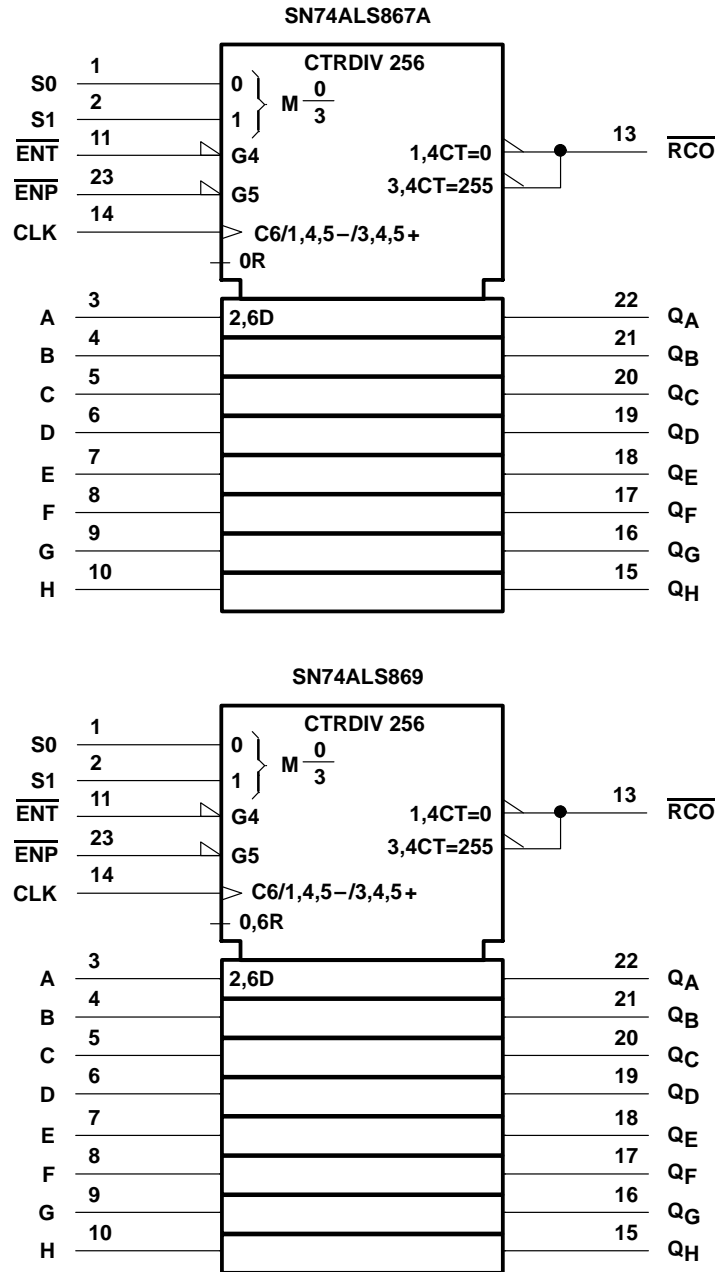 SN74ALS867A
CTRDIV 256
S0 1 0
M 0/3
S1 2 1
ENT 11 G4
1,4CT=0 13 RCO
ENP 23 G5
3,4CT=255
CLK 14 C6/1,4,5−/3,4,5+
0R
A 3 2,6D 22 QA
B 4 21 QB
C 5 20 QC
D 6 19 QD
E 7 18 QE
F 8 17 QF
G 9 16 QG
H 10 15 QH
SN74ALS869
CTRDIV 256
S0 1 0
M 0/3
S1 2 1
ENT 11 G4
1,4CT=0 13 RCO
ENP 23 G5
3,4CT=255
CLK 14 C6/1,4,5−/3,4,5+
0,6R
A 3 2,6D 22 QA
B 4 21 QB
C 5 20 QC
D 6 19 QD
E 7 18 QE
F 8 17 QF
G 9 16 QG
H 10 15 QH